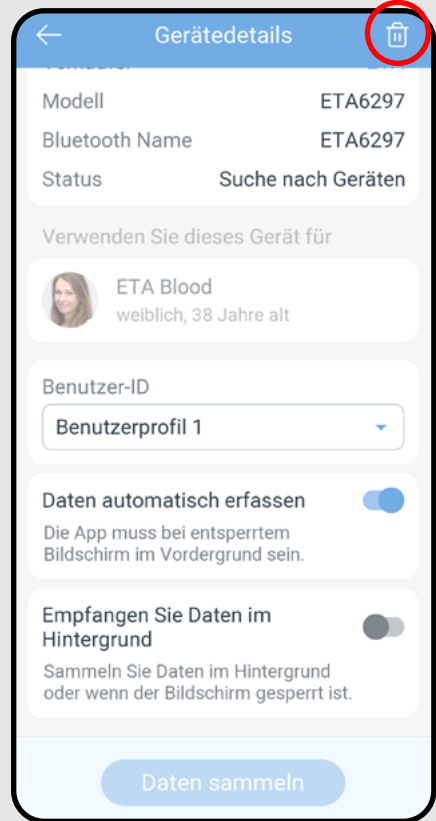 Gerätedetails
Modell ETA6297
Bluetooth Name ETA6297
Status Suche nach Geräten
Verwenden Sie dieses Gerät für
ETA Blood
weiblich, 38 Jahre alt
Benutzer-ID
Benutzerprofil 1
Daten automatisch erfassen
Die App muss bei entsperrtem
Bildschirm im Vordergrund sein.
Empfangen Sie Daten im
Hintergrund
Sammeln Sie Daten im Hintergrund
oder wenn der Bildschirm gesperrt ist.
Daten sammeln